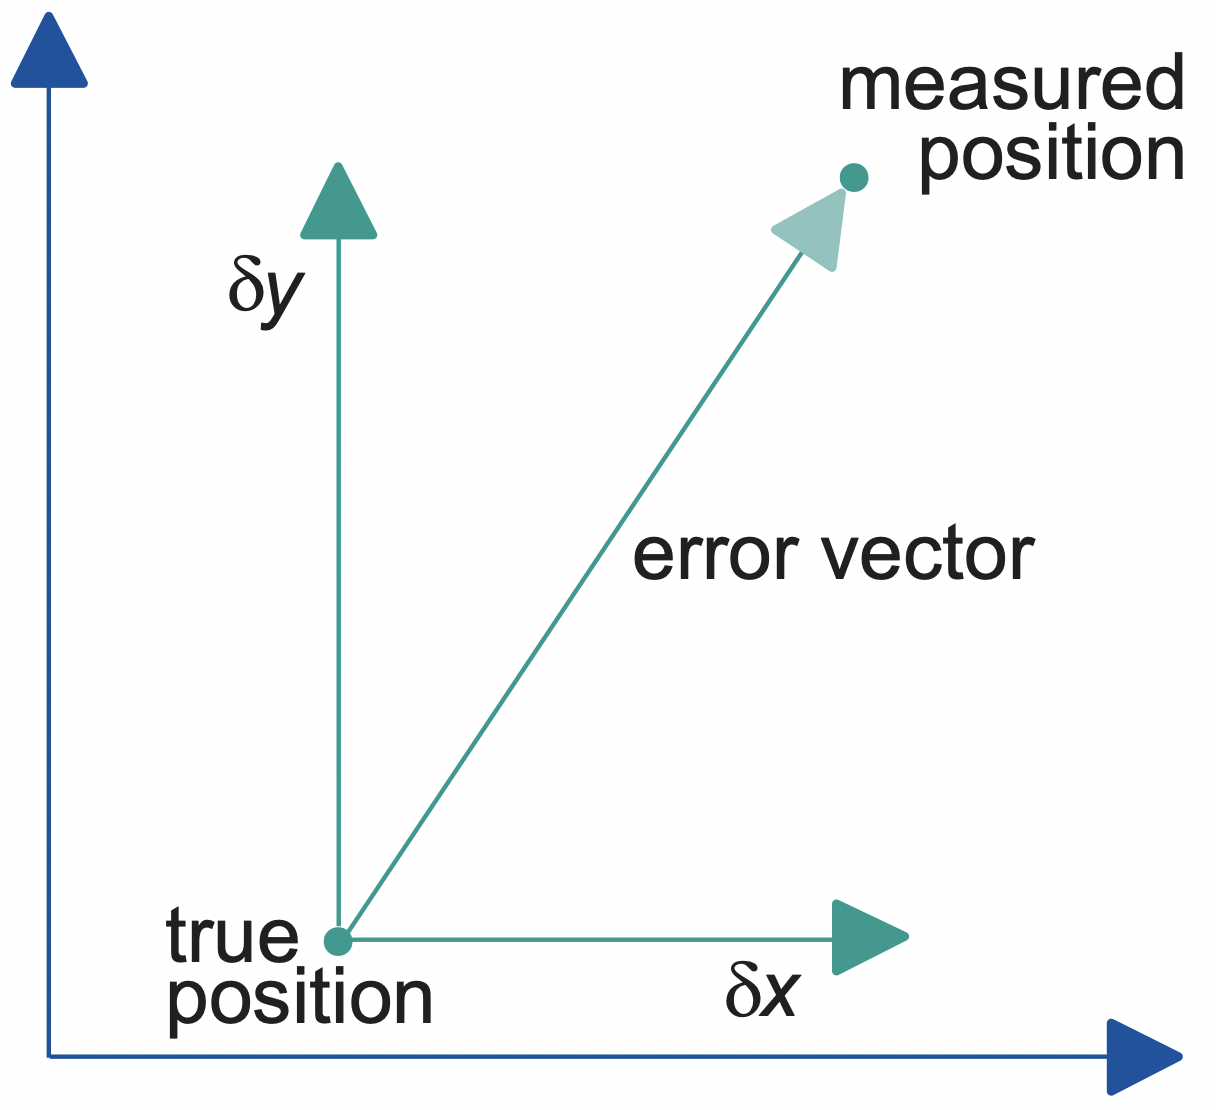 measured
position
δy
error vector
true
position
δx